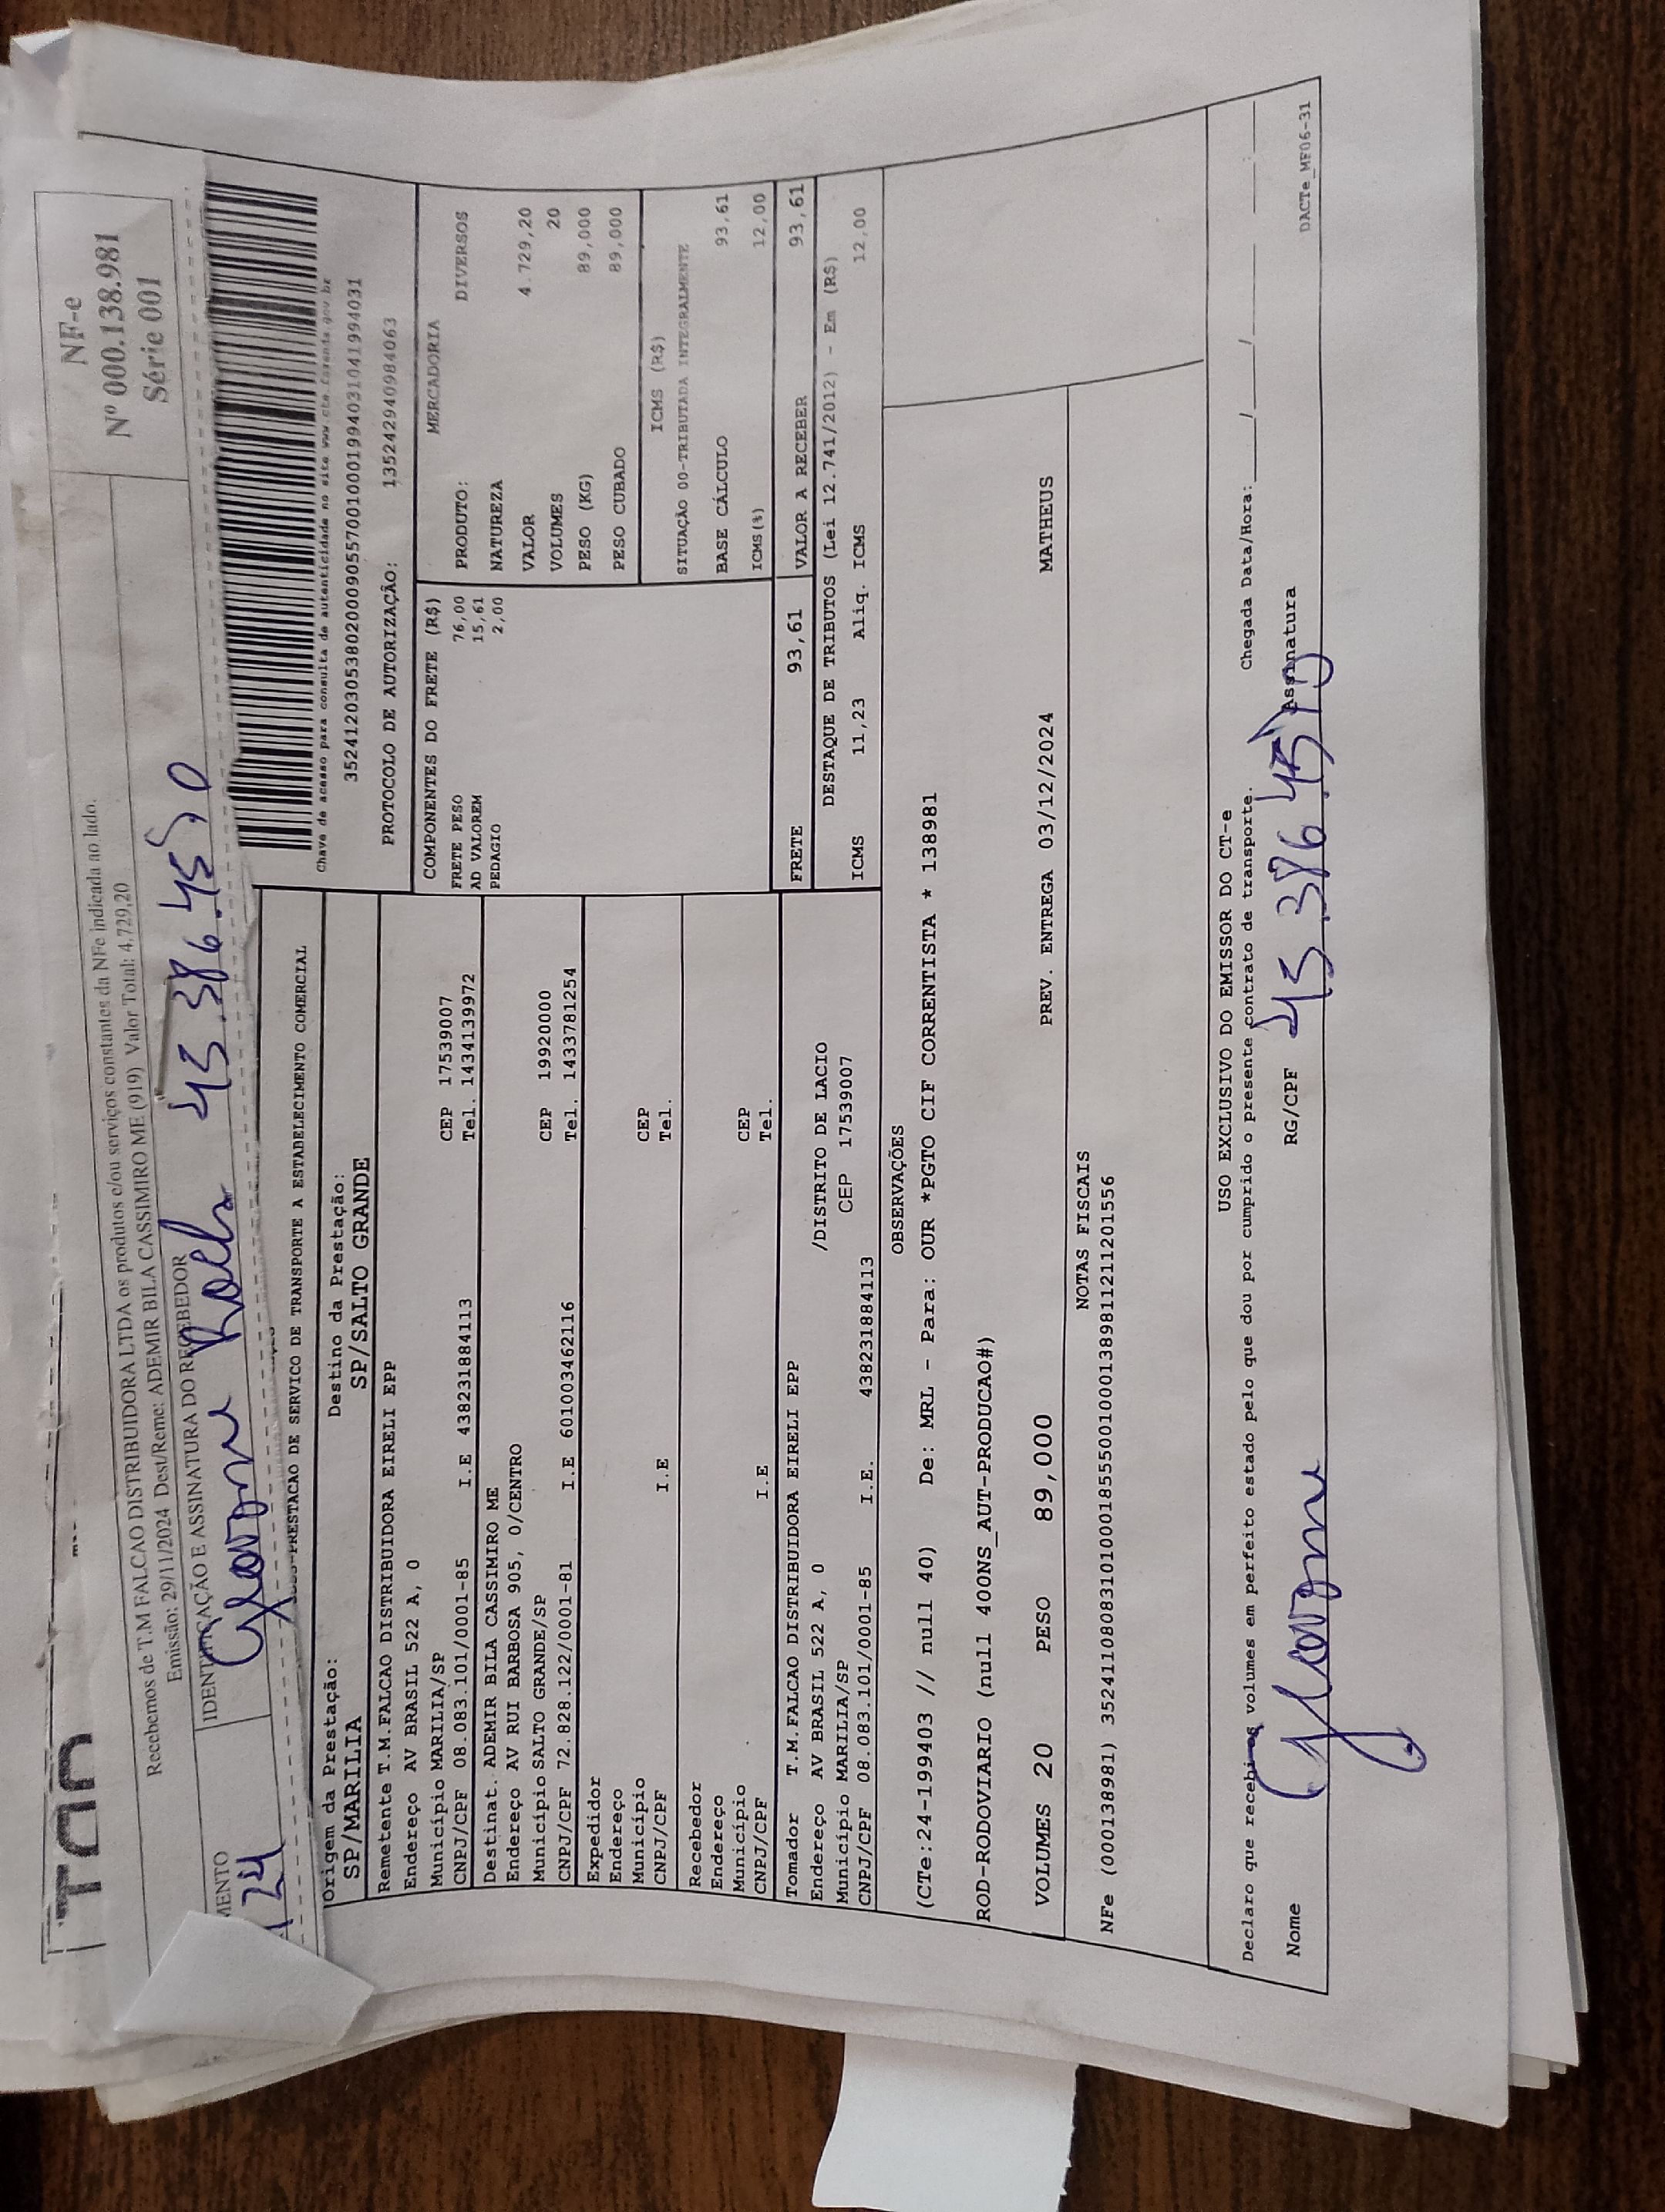 NF-e
Nº 000.138.981
Série 001
Recebemos de T.M FALCAO DISTRIBUIDORA LTDA os produtos e/ou serviços constantes da NFe indicada ao lado.
Emissão: 29/11/2024 Dest/Reme: ADEMIR BILA CASSIMIRO ME (919) Valor Total: 4.729,20
IDENTIFICAÇÃO E ASSINATURA DO RECEBEDOR
24
43.386.45
PRESTACAO DE SERVICO DE TRANSPORTE A ESTABELECIMENTO COMERCIAL
Chave de acesso para consulta de autenticidade no site www.cte.fazenda.gov.br
35241203053802000905570010001994031041994031
PROTOCOLO DE AUTORIZAÇÃO: 135242940984063
Origem da Prestação: Destino da Prestação:
SP/MARILIA SP/SALTO GRANDE
Remetente T.M.FALCAO DISTRIBUIDORA EIRELI EPP
Endereço AV BRASIL 522 A, 0
Município MARILIA/SP CEP 17539007
CNPJ/CPF 08.083.101/0001-85 I.E 438231884113 Tel. 1434139972
Destinat. ADEMIR BILA CASSIMIRO ME
Endereço AV RUI BARBOSA 905, 0/CENTRO
Município SALTO GRANDE/SP CEP 19920000
CNPJ/CPF 72.828.122/0001-81 I.E 601003462116 Tel. 1433781254
Expedidor
Endereço
Município CEP
CNPJ/CPF I.E Tel.
Recebedor
Endereço
Município CEP
CNPJ/CPF I.E Tel.
Tomador T.M.FALCAO DISTRIBUIDORA EIRELI EPP
Endereço AV BRASIL 522 A, 0 /DISTRITO DE LACIO
Município MARILIA/SP CEP 17539007
CNPJ/CPF 08.083.101/0001-85 I.E. 438231884113
COMPONENTES DO FRETE (R$)
FRETE PESO 76,00
AD VALOREM 15,61
PEDAGIO 2,00
MERCADORIA
PRODUTO: DIVERSOS
NATUREZA
VALOR 4.729,20
VOLUMES 20
PESO (KG) 89,000
PESO CUBADO 89,000
ICMS (R$)
SITUAÇÃO 00-TRIBUTADA INTEGRALMENTE
BASE CÁLCULO 93,61
ICMS(%) 12,00
FRETE 93,61 VALOR A RECEBER 93,61
DESTAQUE DE TRIBUTOS (Lei 12.741/2012) - Em (R$)
ICMS 11,23 Aliq. ICMS 12,00
OBSERVAÇÕES
(CTe:24-199403 // null 40) De: MRL - Para: OUR *PGTO CIF CORRENTISTA * 138981
ROD-RODOVIARIO (null 400NS_AUT-PRODUCAO#)
VOLUMES 20 PESO 89,000 PREV. ENTREGA 03/12/2024 MATHEUS
NOTAS FISCAIS
NFe (000138981) 35241108083101000185550010001389811211201556
USO EXCLUSIVO DO EMISSOR DO CT-e
Declaro que recebi os volumes em perfeito estado pelo que dou por cumprido o presente contrato de transporte. Chegada Data/Hora: ____/____/____ ____:____
Nome RG/CPF 43.386.45 Assinatura
DACTe_MF06-31